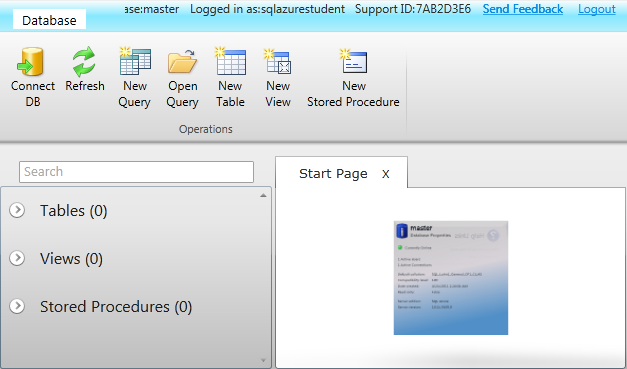 Database
ase:master Logged in as:sqlazurestudent Support ID:7AB2D3E6 Send Feedback Logout
Connect DB
Refresh
New Query
Open Query
New Table
New View
New Stored Procedure
Operations
Search
Start Page X
Tables (0)
Views (0)
Stored Procedures (0)
master
Database Properties